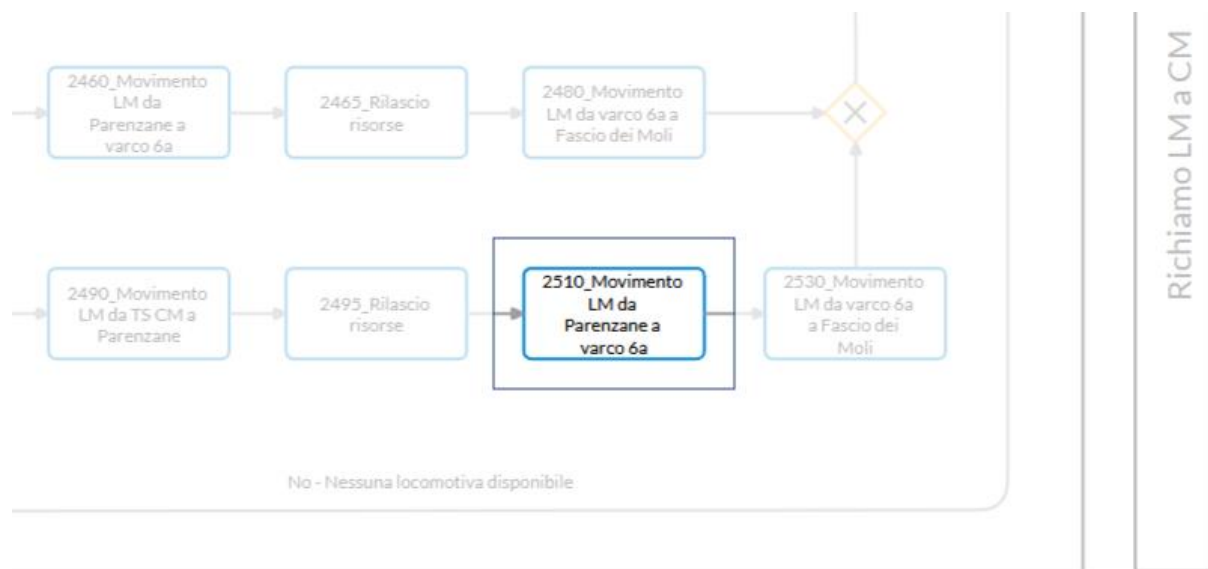 2460_Movimento
LM da
Parenzane a
varco 6a
2465_Rilascio
risorse
2480_Movimento
LM da varco 6a a
Fascio dei Moli
2490_Movimento
LM da TS CM a
Parenzane
2495_Rilascio
risorse
2510_Movimento
LM da
Parenzane a
varco 6a
2530_Movimento
LM da varco 6a
a Fascio dei
Moli
No - Nessuna locomotiva disponibile
Richiamo LM a CM